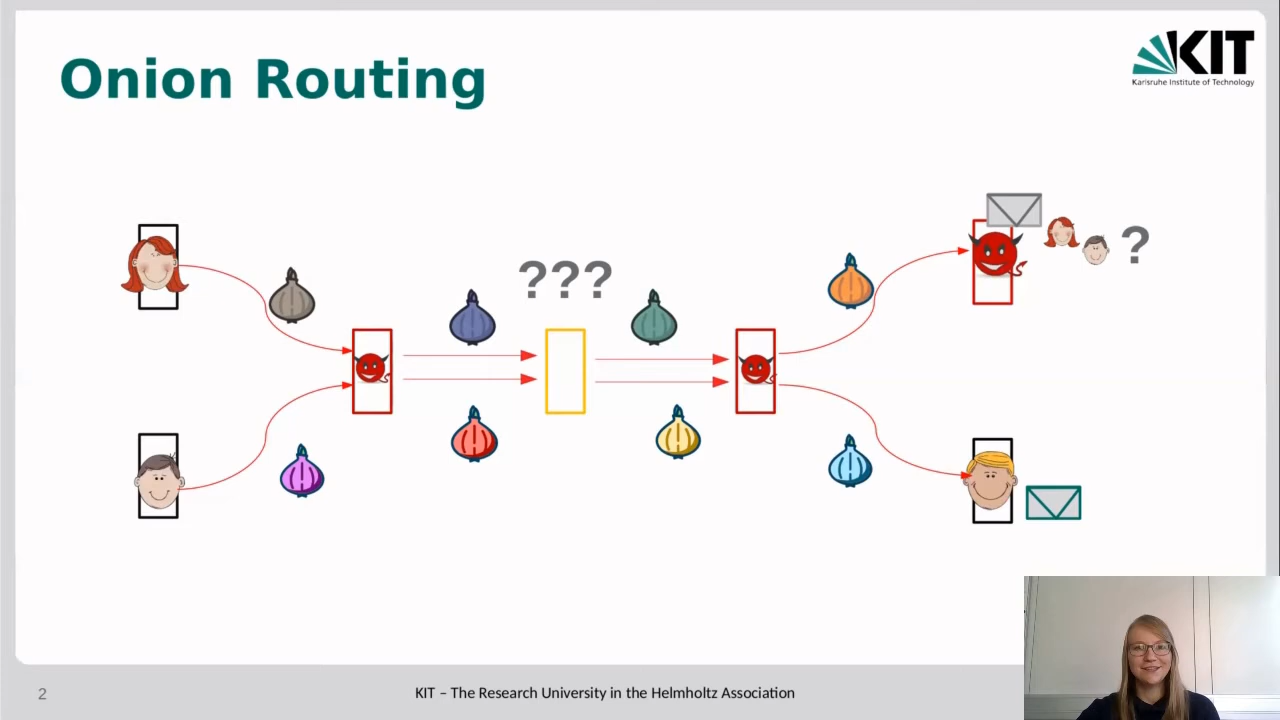 Onion Routing
KIT
Karlsruhe Institute of Technology
???
?
2
KIT – The Research University in the Helmholtz Association